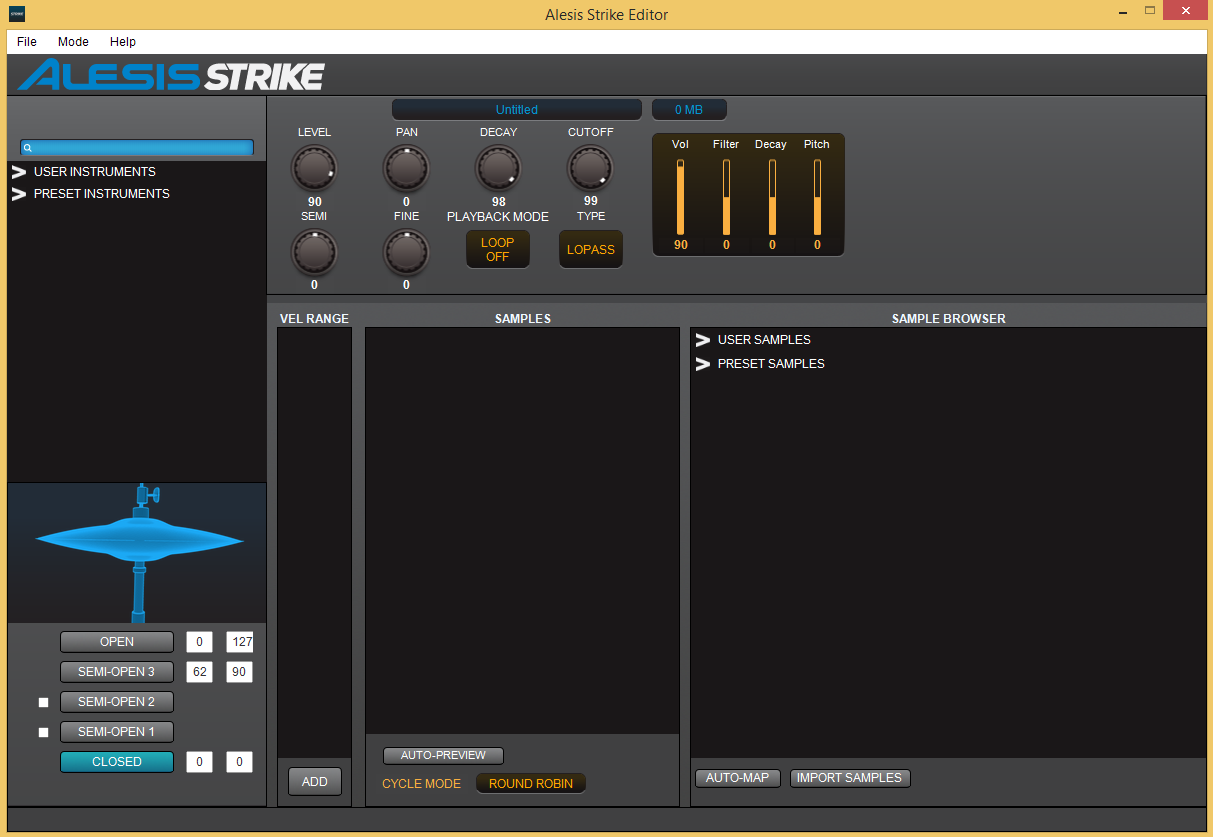 STRIKE
Alesis Strike Editor
File Mode Help
ALESIS STRIKE
Untitled 0 MB
LEVEL PAN DECAY CUTOFF
90 0 98 99
SEMI FINE PLAYBACK MODE TYPE
LOOP
OFF
LOPASS
0 0
Vol Filter Decay Pitch
90 0 0 0
USER INSTRUMENTS
PRESET INSTRUMENTS
VEL RANGE SAMPLES SAMPLE BROWSER
USER SAMPLES
PRESET SAMPLES
OPEN 0 127
SEMI-OPEN 3 62 90
SEMI-OPEN 2
SEMI-OPEN 1
CLOSED 0 0
ADD
AUTO-PREVIEW
CYCLE MODE ROUND ROBIN
AUTO-MAP IMPORT SAMPLES